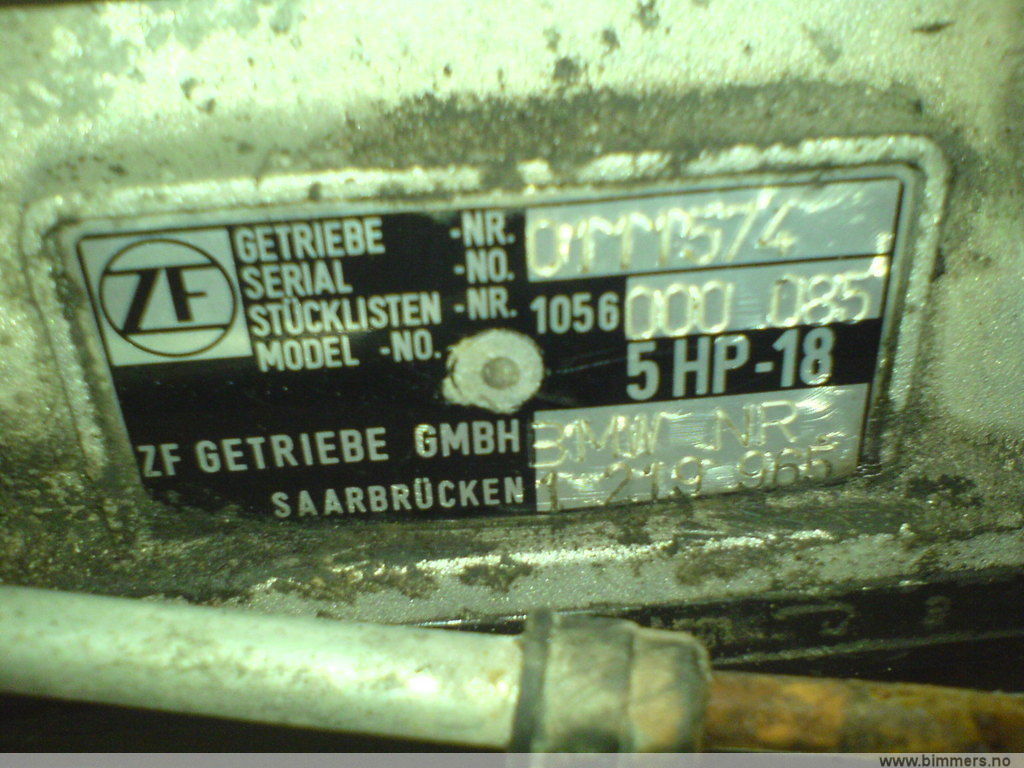 ZF
GETRIEBE -NR.
SERIAL -NO.
STÜCKLISTEN -NR. 1056 000 085
MODEL -NO. 5 HP-18
ZF GETRIEBE GMBH BMW NR.
SAARBRÜCKEN 1 219 965
www.bimmers.no